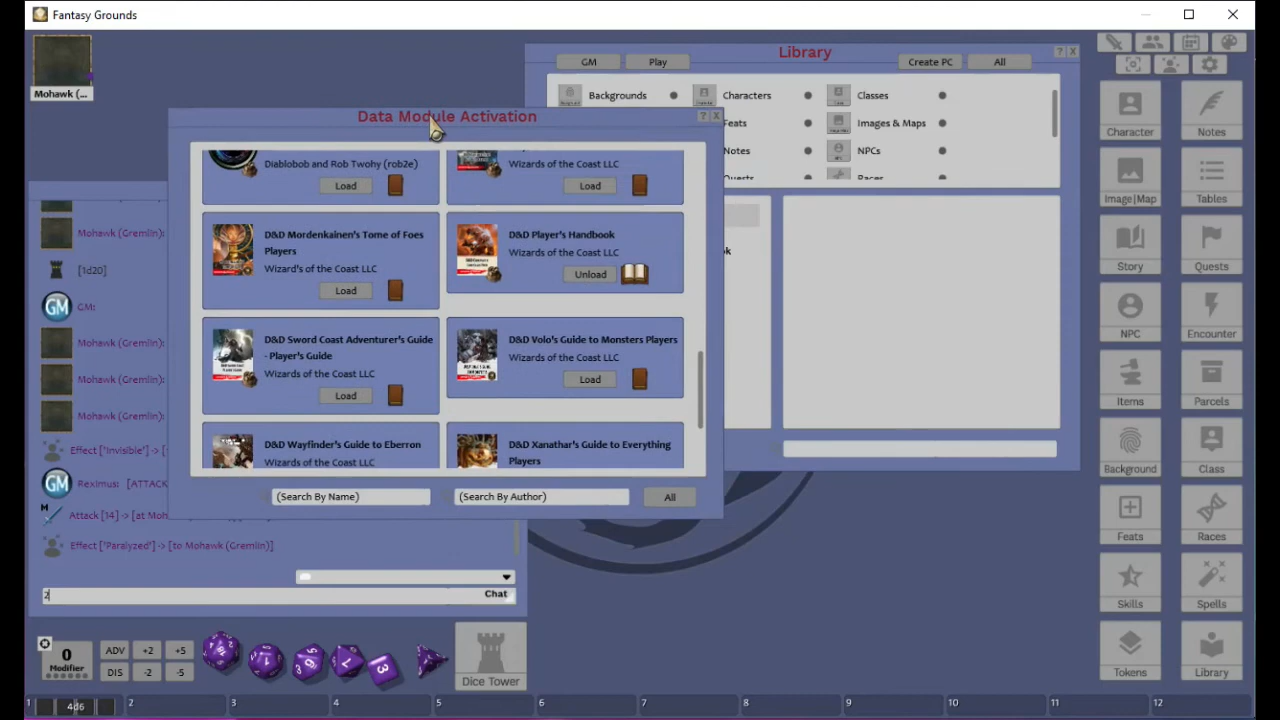 Fantasy Grounds
Mohawk (...
Library
GM
Play
Create PC
All
Backgrounds
Characters
Classes
Feats
Images & Maps
Notes
NPCs
Data Module Activation
Diablobob and Rob Twohy (rob2e)
Load
Wizards of the Coast LLC
Load
D&D Mordenkainen's Tome of Foes
Players
Wizard's of the Coast LLC
Load
D&D Player's Handbook
Wizards of the Coast LLC
Unload
D&D Sword Coast Adventurer's Guide
- Player's Guide
Wizards of the Coast LLC
Load
D&D Volo's Guide to Monsters Players
Wizards of the Coast LLC
Load
D&D Wayfinder's Guide to Eberron
Wizards of the Coast LLC
D&D Xanathar's Guide to Everything
Players
(Search By Name)
(Search By Author)
All
Mohawk (Gremlin):
[1d20]
GM:
Mohawk (Gremlin):
Mohawk (Gremlin):
Mohawk (Gremlin):
Effect ['Invisible'] -> [
Reximus: [ATTACK
Attack [14] -> [at Moh
Effect ['Paralyzed'] -> [to Mohawk (Gremlin)]
2
Chat
0
Modifier
ADV
+2
+5
DIS
-2
-5
Dice Tower
Character
Notes
Image|Map
Tables
Story
Quests
NPC
Encounter
Items
Parcels
Background
Class
Feats
Races
Skills
Spells
Tokens
Library
1
4d6
2
3
4
5
6
7
8
9
10
11
12